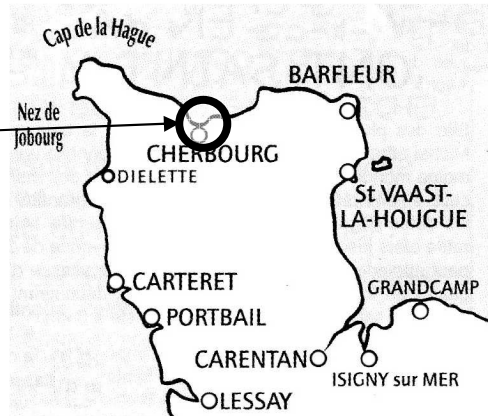 Cap de la Hague
BARFLEUR
Nez de
Jobourg
CHERBOURG
DIELETTE
St VAAST-
LA-HOUGUE
CARTERET
GRANDCAMP
PORTBAIL
CARENTAN
ISIGNY sur MER
LESSAY